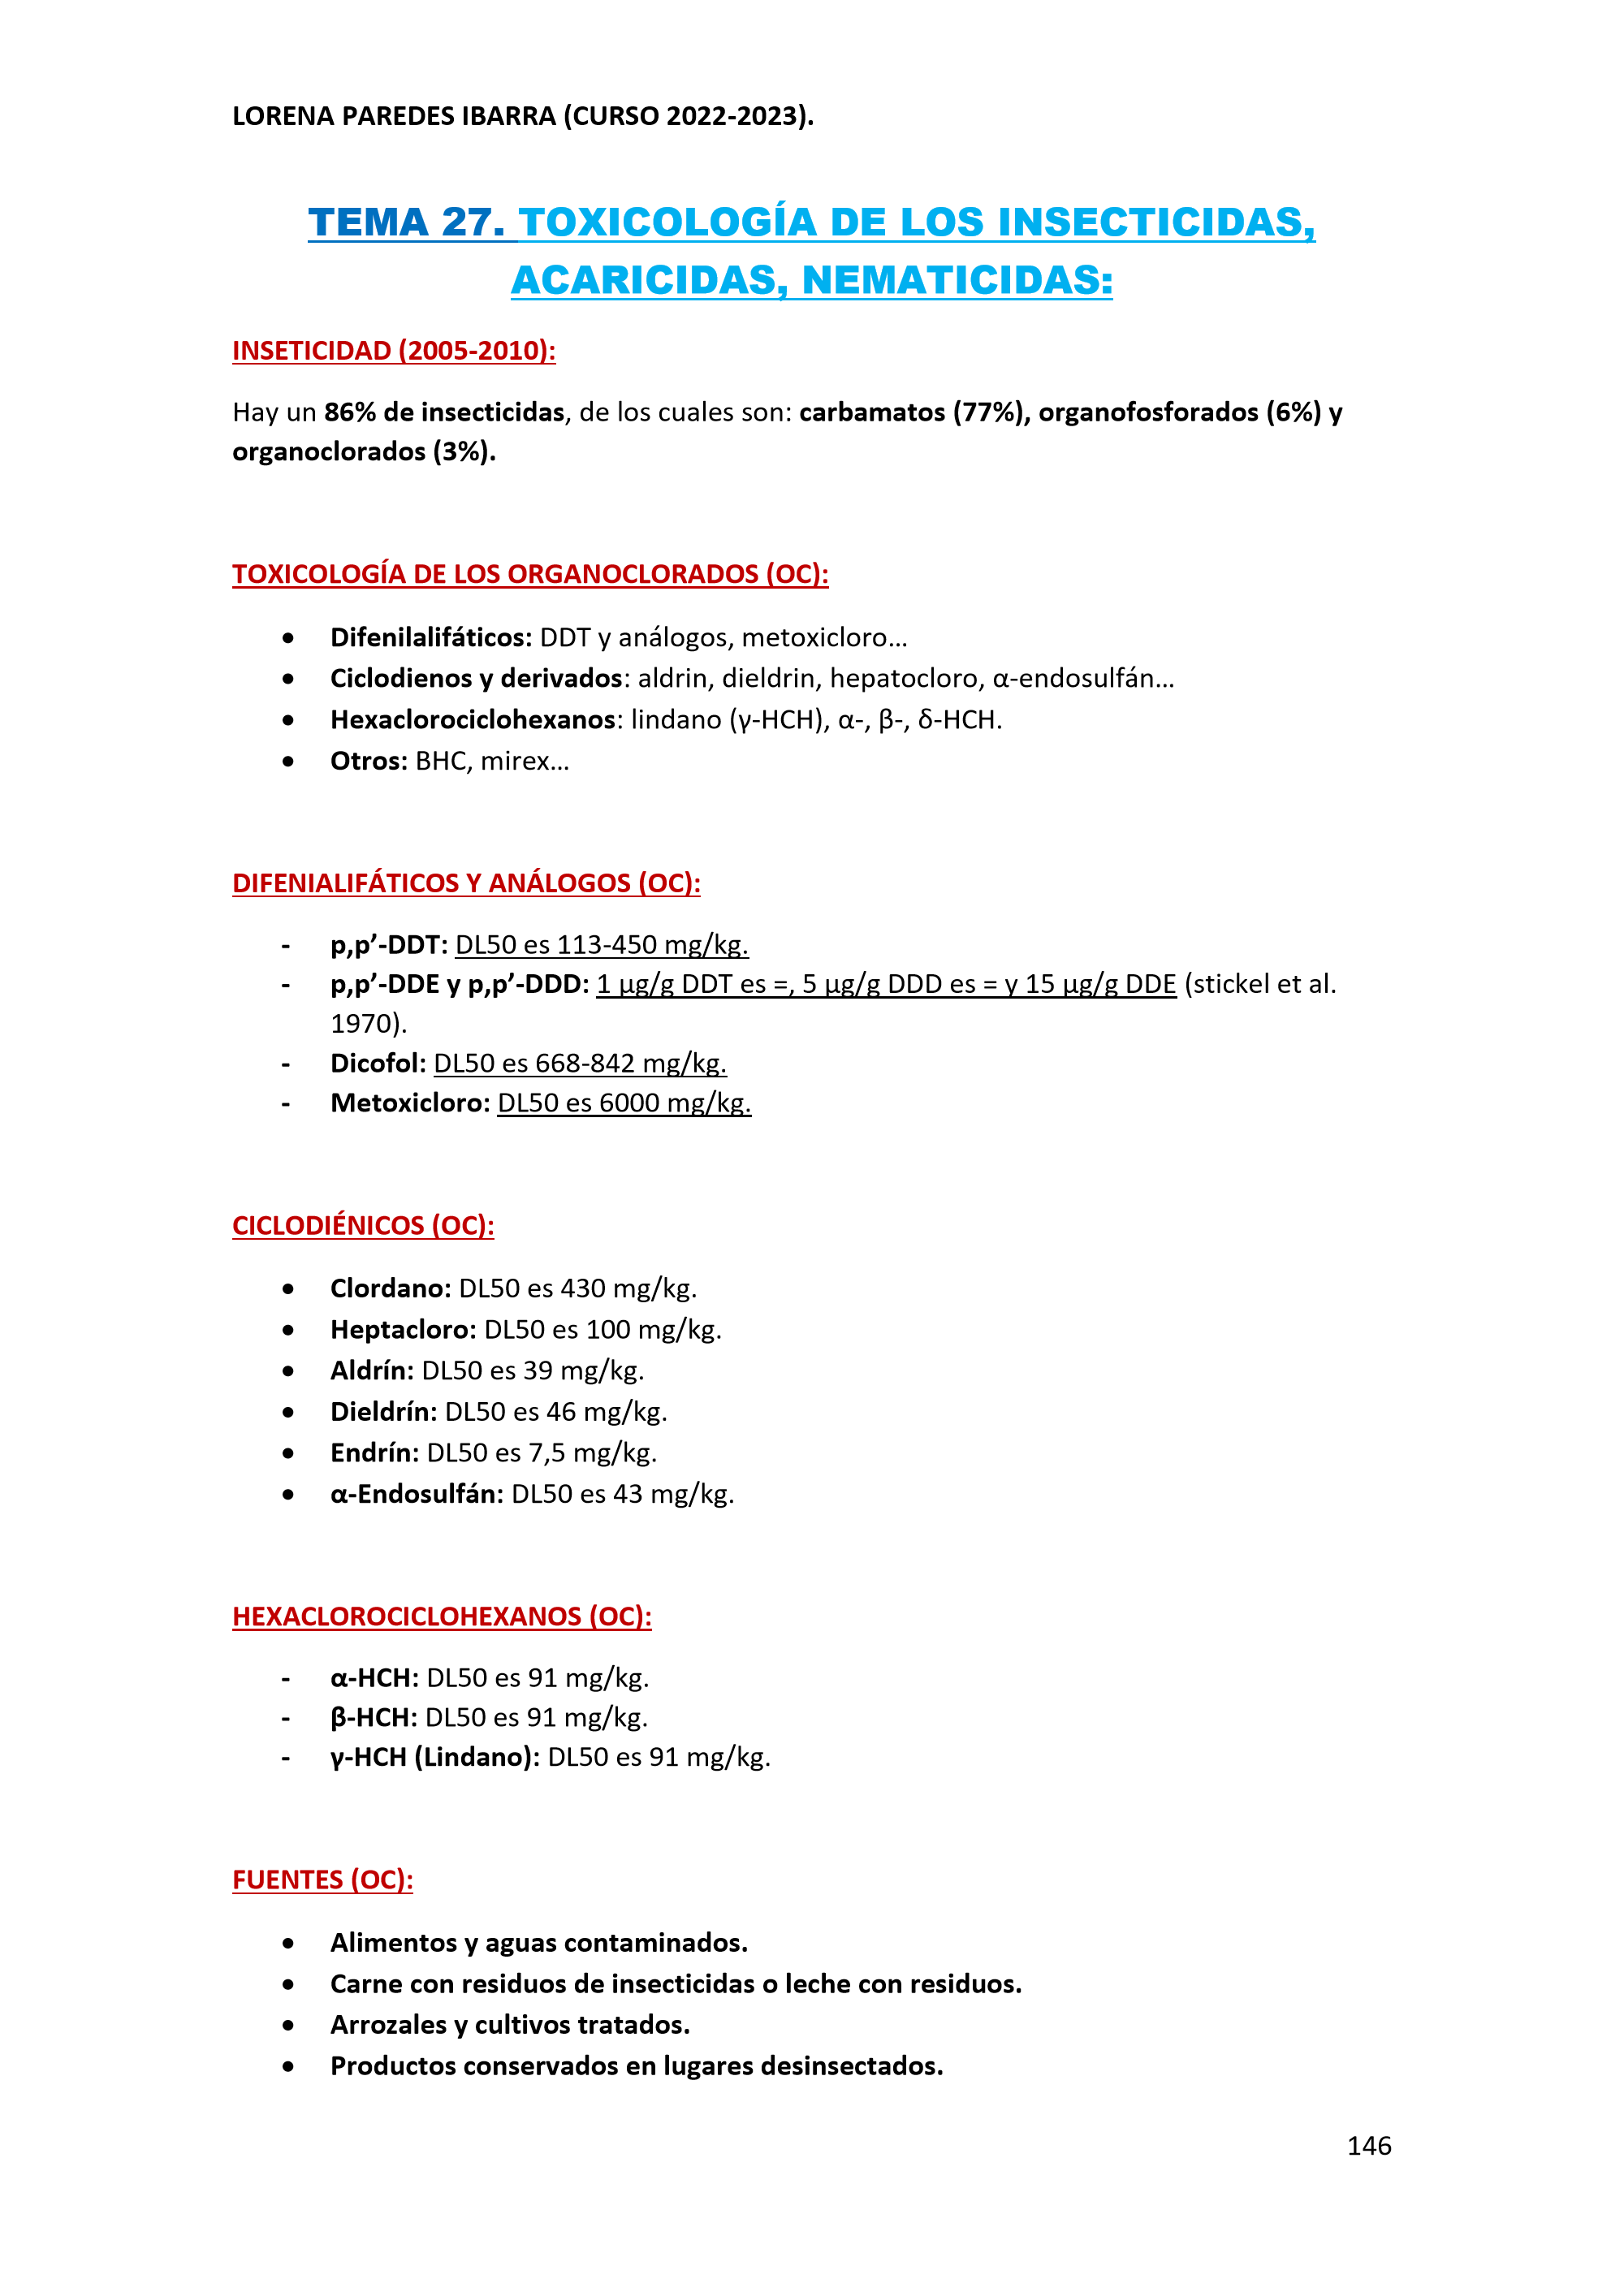 LORENA PAREDES IBARRA (CURSO 2022-2023).
TEMA 27. TOXICOLOGÍA DE LOS INSECTICIDAS,
ACARICIDAS, NEMATICIDAS:
INSETICIDAD (2005-2010):
Hay un 86% de insecticidas, de los cuales son: carbamatos (77%), organofosforados (6%) y
organoclorados (3%).
TOXICOLOGÍA DE LOS ORGANOCLORADOS (OC):
• Difenilalifáticos: DDT y análogos, metoxicloro…
• Ciclodienos y derivados: aldrin, dieldrin, hepatocloro, α-endosulfán…
• Hexaclorociclohexanos: lindano (γ-HCH), α-, β-, δ-HCH.
• Otros: BHC, mirex…
DIFENIALIFÁTICOS Y ANÁLOGOS (OC):
- p,p’-DDT: DL50 es 113-450 mg/kg.
- p,p’-DDE y p,p’-DDD: 1 µg/g DDT es =, 5 µg/g DDD es = y 15 µg/g DDE (stickel et al.
1970).
- Dicofol: DL50 es 668-842 mg/kg.
- Metoxicloro: DL50 es 6000 mg/kg.
CICLODIÉNICOS (OC):
• Clordano: DL50 es 430 mg/kg.
• Heptacloro: DL50 es 100 mg/kg.
• Aldrín: DL50 es 39 mg/kg.
• Dieldrín: DL50 es 46 mg/kg.
• Endrín: DL50 es 7,5 mg/kg.
• α-Endosulfán: DL50 es 43 mg/kg.
HEXACLOROCICLOHEXANOS (OC):
- α-HCH: DL50 es 91 mg/kg.
- β-HCH: DL50 es 91 mg/kg.
- γ-HCH (Lindano): DL50 es 91 mg/kg.
FUENTES (OC):
• Alimentos y aguas contaminados.
• Carne con residuos de insecticidas o leche con residuos.
• Arrozales y cultivos tratados.
• Productos conservados en lugares desinsectados.
146